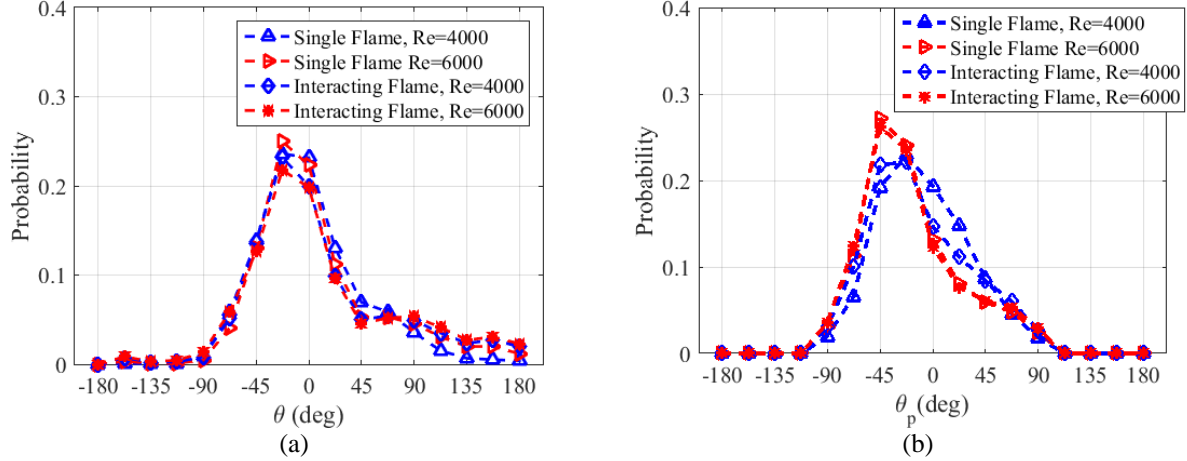 0.4
0.3
0.2
0.1
0
Probability
-180 -135 -90 -45 0 45 90 135 180
θ (deg)
Single Flame, Re=4000
Single Flame Re=6000
Interacting Flame, Re=4000
Interacting Flame, Re=6000
(a)
0.4
0.3
0.2
0.1
0
Probability
-180 -135 -90 -45 0 45 90 135 180
θp(deg)
Single Flame, Re=4000
Single Flame Re=6000
Interacting Flame, Re=4000
Interacting Flame, Re=6000
(b)